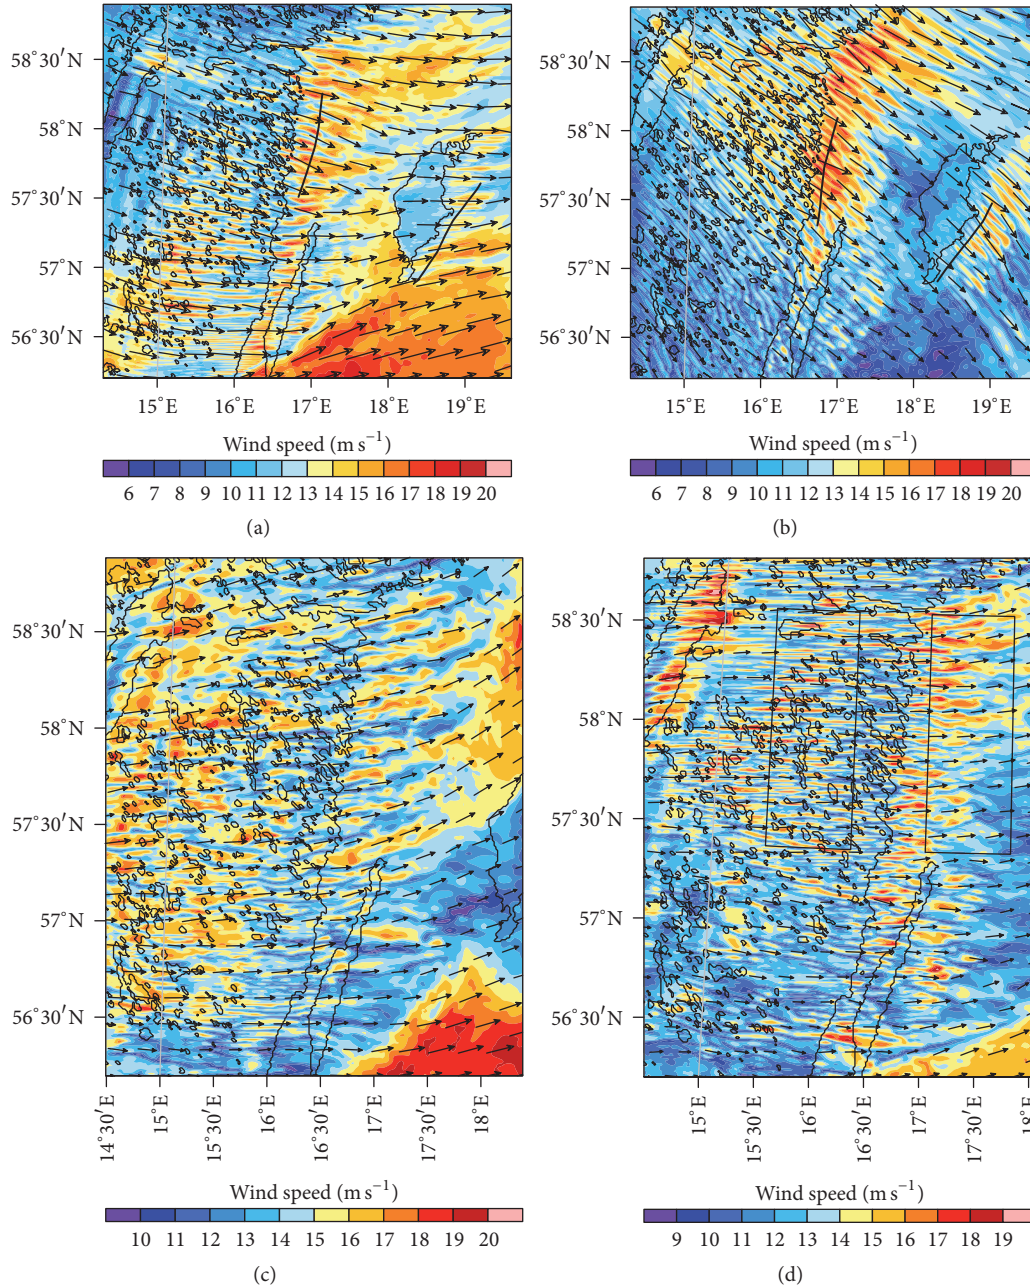 58°30′N
58°N
57°30′N
57°N
56°30′N
15°E 16°E 17°E 18°E 19°E
Wind speed (m s−1)
6 7 8 9 10 11 12 13 14 15 16 17 18 19 20
(a)
58°30′N
58°N
57°30′N
57°N
56°30′N
15°E 16°E 17°E 18°E 19°E
Wind speed (m s−1)
6 7 8 9 10 11 12 13 14 15 16 17 18 19 20
(b)
58°30′N
58°N
57°30′N
57°N
56°30′N
14°30′E 15°E 15°30′E 16°E 16°30′E 17°E 17°30′E 18°E
Wind speed (m s−1)
10 11 12 13 14 15 16 17 18 19 20
(c)
58°30′N
58°N
57°30′N
57°N
56°30′N
15°E 15°30′E 16°E 16°30′E 17°E 17°30′E 18°E
Wind speed (m s−1)
9 10 11 12 13 14 15 16 17 18 19
(d)